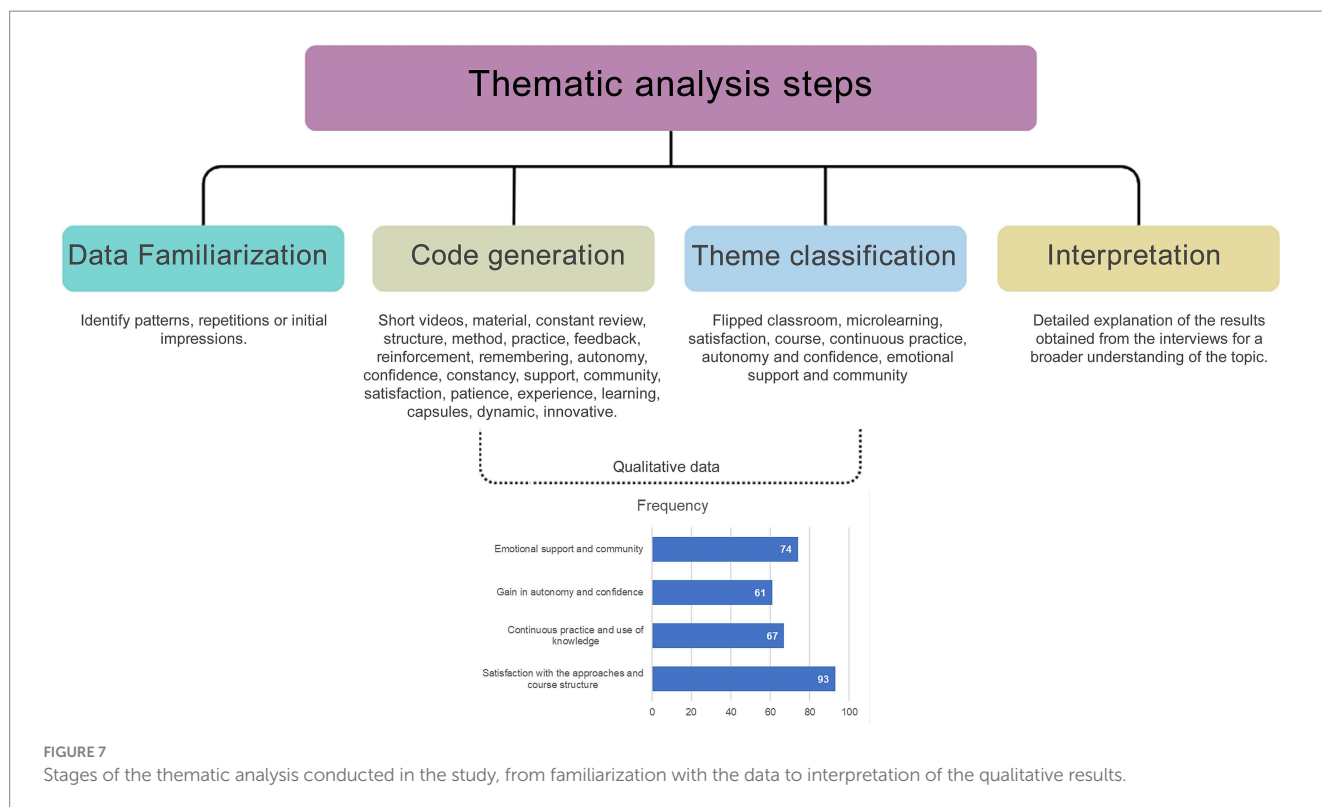 Thematic analysis steps
Data Familiarization
Identify patterns, repetitions or initial
impressions.
Code generation
Short videos, material, constant review,
structure, method, practice, feedback,
reinforcement, remembering, autonomy,
confidence, constancy, support, community,
satisfaction, patience, experience, learning,
capsules, dynamic, innovative.
Theme classification
Flipped classroom, microlearning,
satisfaction, course, continuous practice,
autonomy and confidence, emotional
support and community
Interpretation
Detailed explanation of the results
obtained from the interviews for a
broader understanding of the topic.
Qualitative data
Frequency
Emotional support and community
74
Gain in autonomy and confidence
61
Continuous practice and use of
knowledge
67
Satisfaction with the approaches and
course structure
93
0 20 40 60 80 100
FIGURE 7
Stages of the thematic analysis conducted in the study, from familiarization with the data to interpretation of the qualitative results.